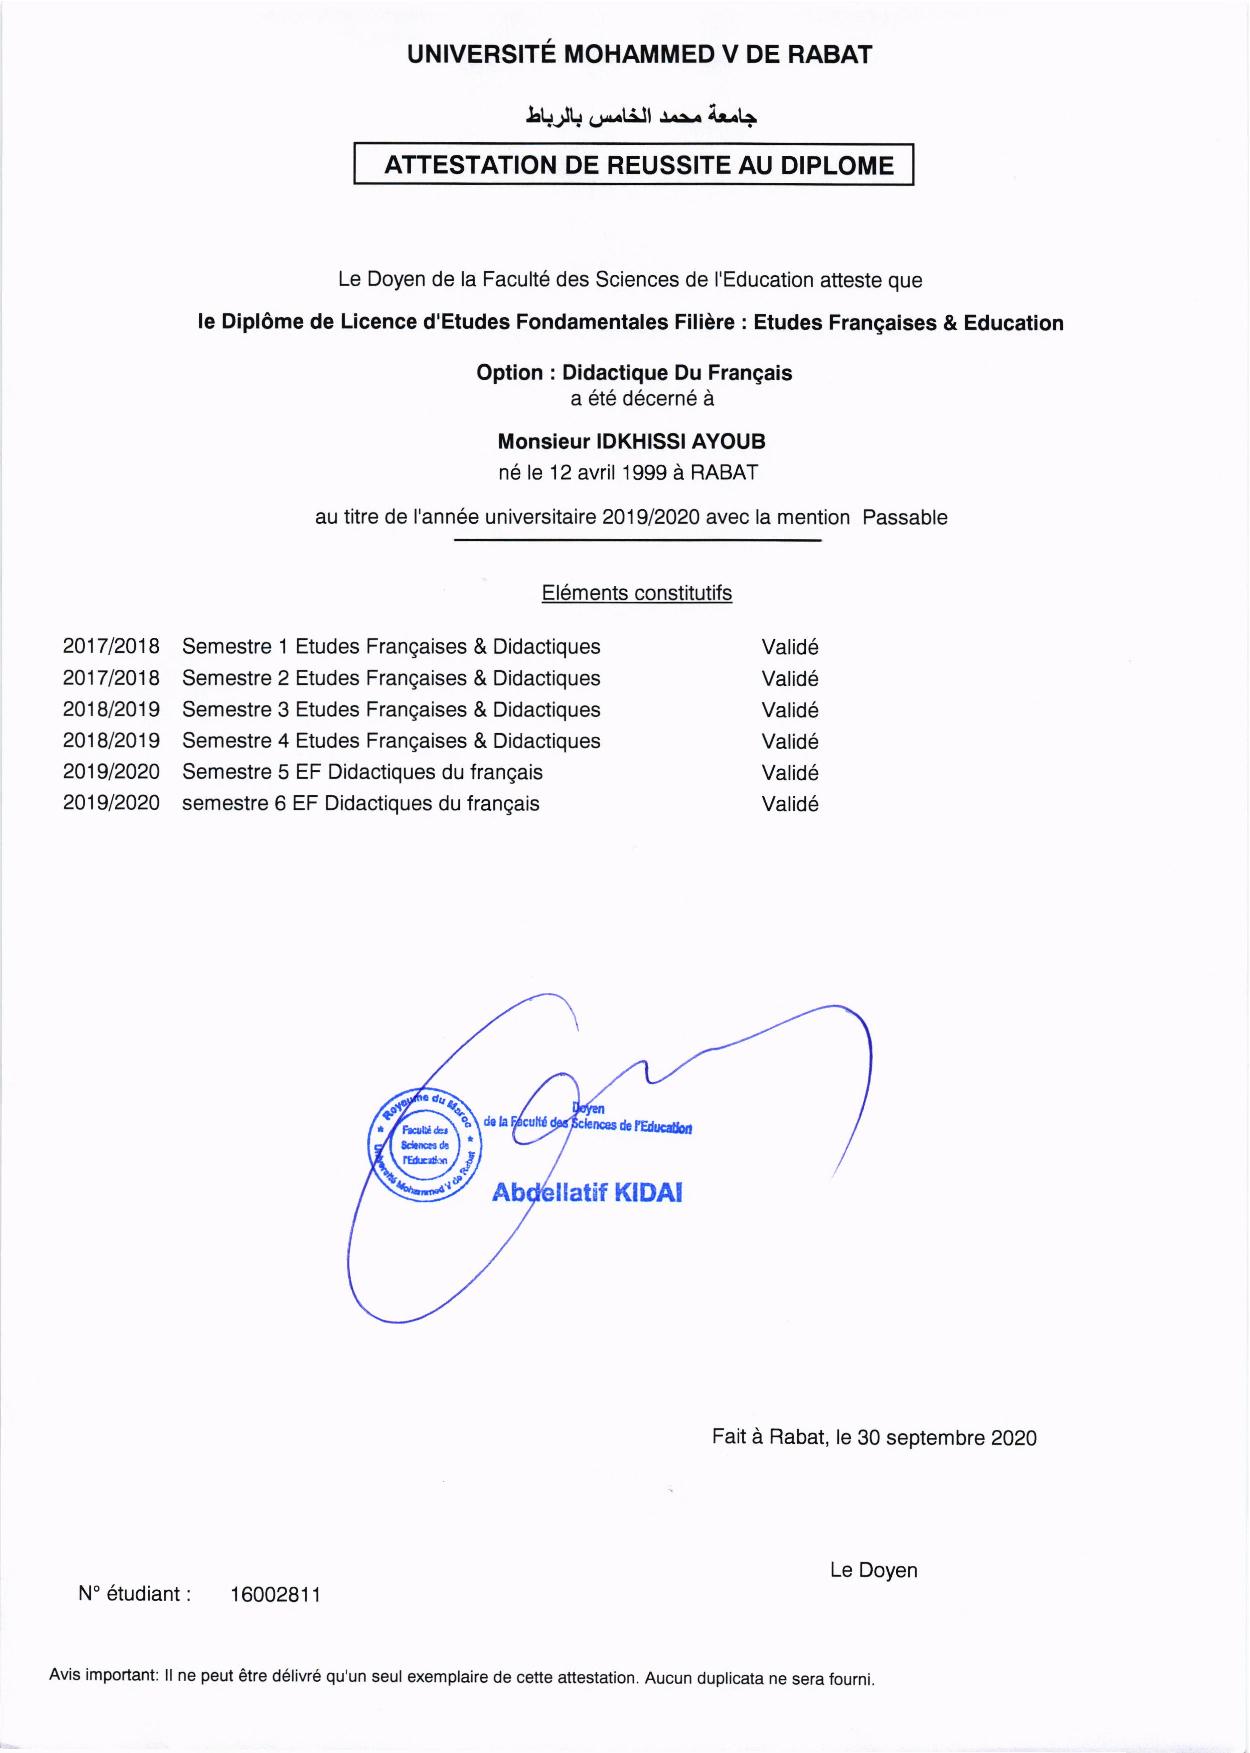 UNIVERSITÉ MOHAMMED V DE RABAT
جامعة محمد الخامس بالرباط
ATTESTATION DE REUSSITE AU DIPLOME
Le Doyen de la Faculté des Sciences de l'Education atteste que
le Diplôme de Licence d'Etudes Fondamentales Filière : Etudes Françaises & Education
Option : Didactique Du Français
a été décerné à
Monsieur IDKHISSI AYOUB
né le 12 avril 1999 à RABAT
au titre de l'année universitaire 2019/2020 avec la mention Passable
Eléments constitutifs
2017/2018 Semestre 1 Etudes Françaises & Didactiques Validé
2017/2018 Semestre 2 Etudes Françaises & Didactiques Validé
2018/2019 Semestre 3 Etudes Françaises & Didactiques Validé
2018/2019 Semestre 4 Etudes Françaises & Didactiques Validé
2019/2020 Semestre 5 EF Didactiques du français Validé
2019/2020 semestre 6 EF Didactiques du français Validé
Royaume du Maroc
Faculté des
Sciences de
l'Education
Université Mohammed V de Rabat
Doyen
de la Faculté des Sciences de l'Education
Abdellatif KIDAI
Fait à Rabat, le 30 septembre 2020
Le Doyen
N° étudiant : 16002811
Avis important: Il ne peut être délivré qu'un seul exemplaire de cette attestation. Aucun duplicata ne sera fourni.